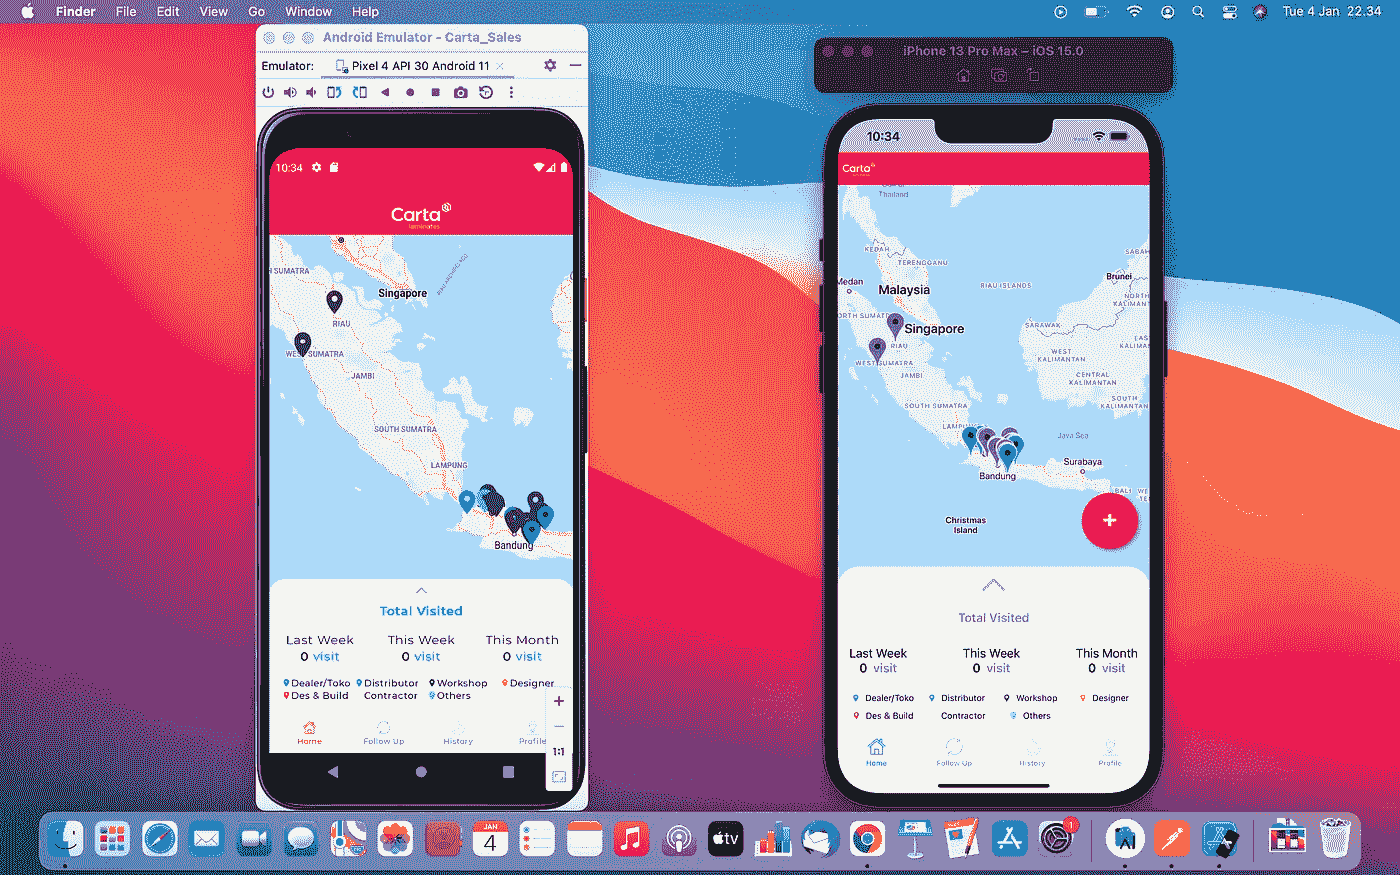 Finder File Edit View Go Window Help
Tue 4 Jan 22.34
Android Emulator - Carta_Sales
Emulator: Pixel 4 API 30 Android 11
10:34
Carta
laminates
SUMATRA
Singapore
RIAU
WEST SUMATRA
JAMBI
SOUTH SUMATRA
LAMPUNG
Bandung
Total Visited
Last Week This Week This Month
0 visit 0 visit 0 visit
Dealer/Toko Distributor Workshop Designer
Des & Build Contractor Others
Home Follow Up History Profile
1:1
iPhone 13 Pro Max – iOS 15.0
10:34
Carta
Thailand
KEDAH
TERENGGANU
SABAH
Brunei
Medan
Malaysia
RIAU ISLANDS
NORTH
KALIMAN
NORTH SUMATRA
Singapore
SARAWAK
RIAU
WEST SUMATRA
WEST
KALIMANTAN
EAS
KALIMA
JAMBI
CENTRAL
KALIMANTAN
SOUTH SUMATRA
SOUTH
KALIMANTAN
LAMPU
Java Sea
Bandung
Surabaya
BALI
Christmas
Island
Total Visited
Last Week This Week This Month
0 visit 0 visit 0 visit
Dealer/Toko Distributor Workshop Designer
Des & Build Contractor Others
Home Follow Up History Profile
JAN
4
tv
1